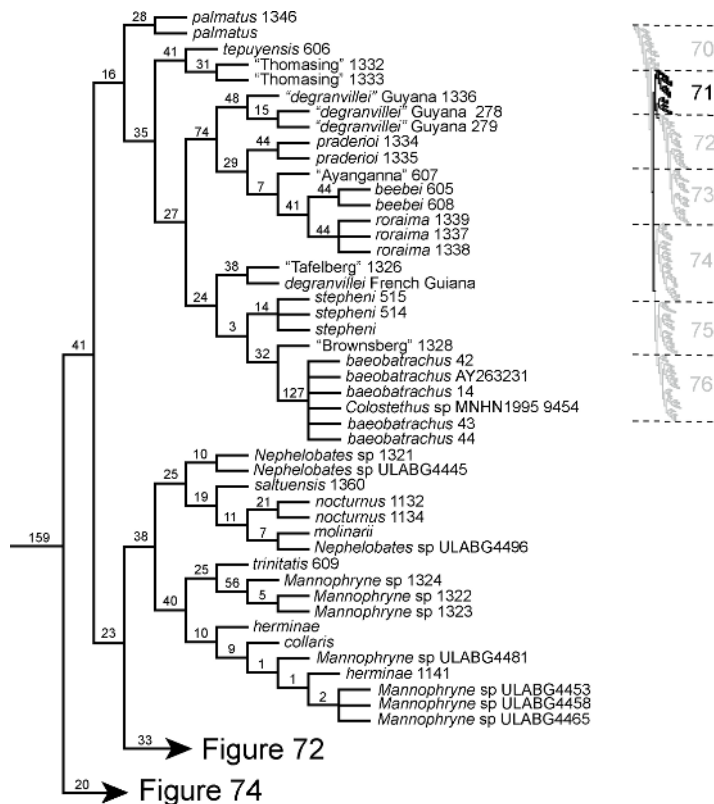 28
palmatus 1346
palmatus
16
41
tepuyensis 606
31
"Thomasing" 1332
"Thomasing" 1333
35
48
"degranvillei" Guyana 1336
15
"degranvillei" Guyana 278
"degranvillei" Guyana 279
74
44
praderioi 1334
praderioi 1335
29
7
"Ayanganna" 607
44
beebei 605
beebei 608
41
roraima 1339
44
roraima 1337
roraima 1338
27
38
"Tafelberg" 1326
degranvillei French Guiana
24
stepheni 515
14
stepheni 514
stepheni
3
32
"Brownsberg" 1328
baeobatrachus 42
baeobatrachus AY263231
127
baeobatrachus 14
Colostethus sp MNHN1995 9454
baeobatrachus 43
baeobatrachus 44
41
10
Nephelobates sp 1321
Nephelobates sp ULABG4445
25
saltuensis 1360
19
21
nocturnus 1132
nocturnus 1134
11
molinarii
7
Nephelobates sp ULABG4496
38
25
trinitatis 609
56
Mannophryne sp 1324
5
Mannophryne sp 1322
Mannophryne sp 1323
40
10
herminae
9
collaris
1
Mannophryne sp ULABG4481
1
herminae 1141
2
Mannophryne sp ULABG4453
Mannophryne sp ULABG4458
Mannophryne sp ULABG4465
159
23
33
Figure 72
20
Figure 74
70
71
72
73
74
75
76